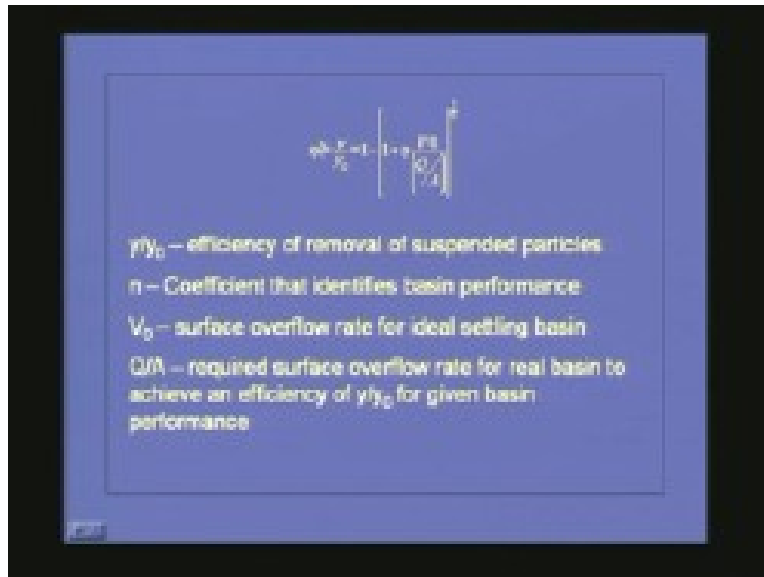 y/y₀ – efficiency of removal of suspended particles
n – Coefficient that identifies basin performance
V₀ – surface overflow rate for ideal settling basin
Q/A – required surface overflow rate for real basin to
achieve an efficiency of y/y₀ for given basin
performance